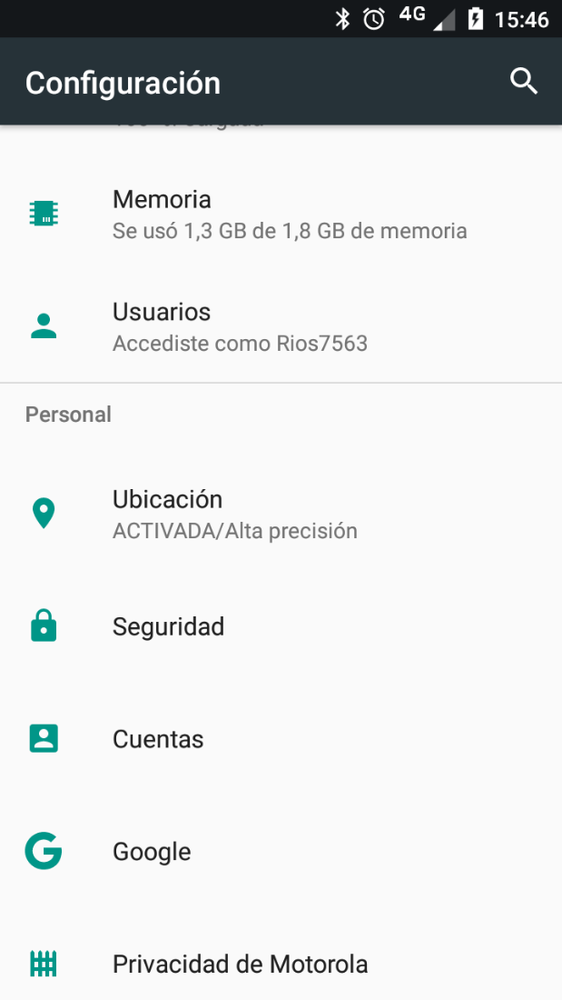 4G 15:46
Configuración
Memoria
Se usó 1,3 GB de 1,8 GB de memoria
Usuarios
Accediste como Rios7563
Personal
Ubicación
ACTIVADA/Alta precisión
Seguridad
Cuentas
Google
Privacidad de Motorola